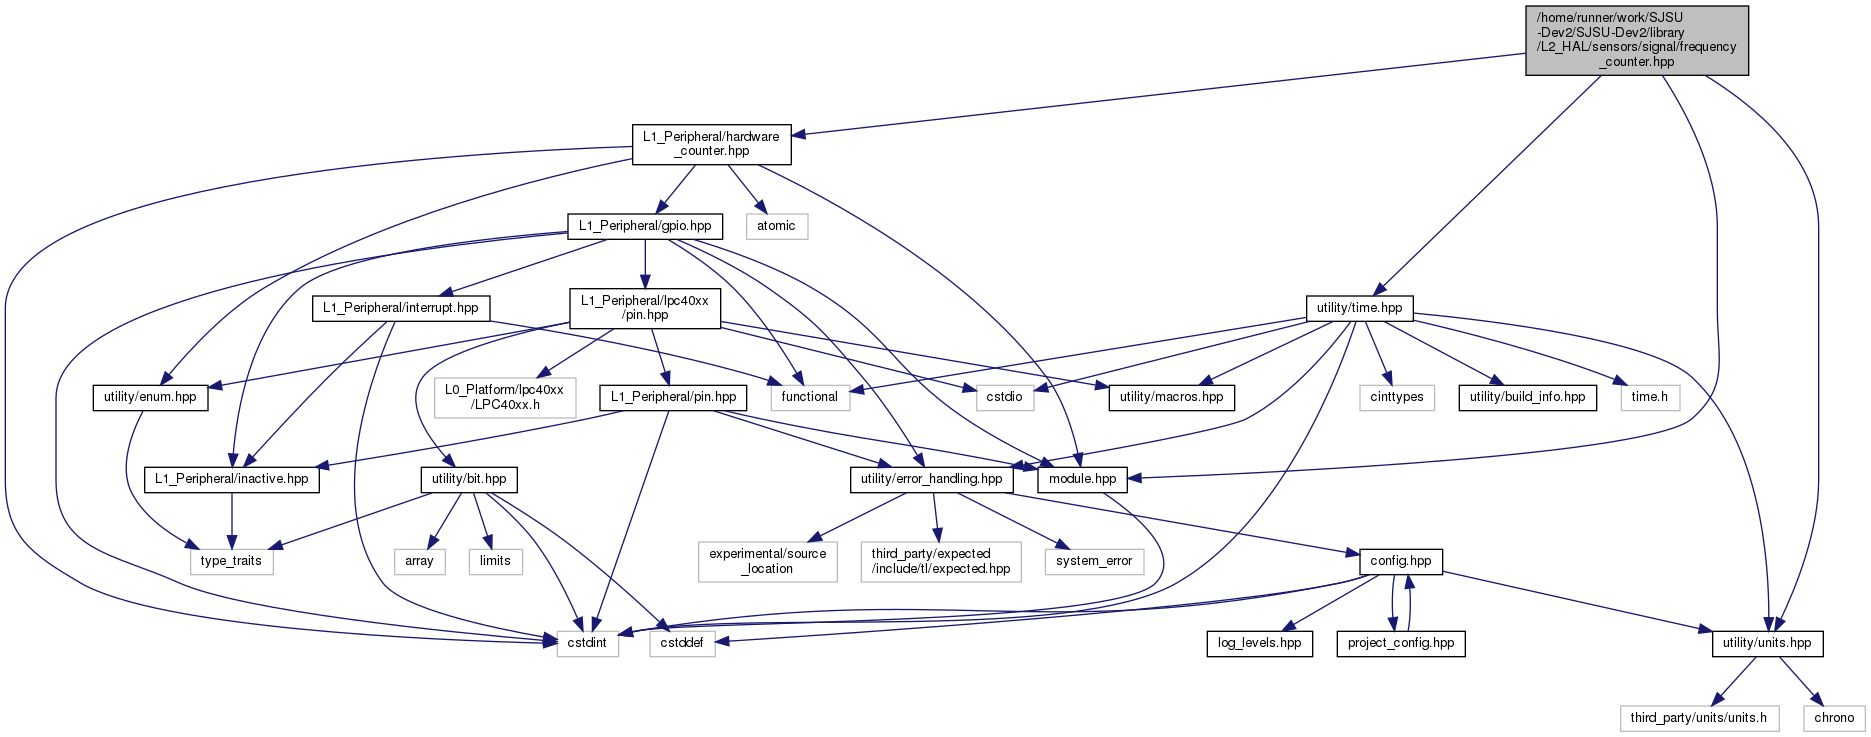 /home/runner/work/SJSU
-Dev2/SJSU-Dev2/library
/L2_HAL/sensors/signal/frequency
_counter.hpp
L1_Peripheral/hardware
_counter.hpp
L1_Peripheral/gpio.hpp
atomic
L1_Peripheral/interrupt.hpp
L1_Peripheral/lpc40xx
/pin.hpp
utility/time.hpp
utility/enum.hpp
L0_Platform/lpc40xx
/LPC40xx.h
L1_Peripheral/pin.hpp
functional
cstdio
utility/macros.hpp
cinttypes
utility/build_info.hpp
time.h
L1_Peripheral/inactive.hpp
utility/bit.hpp
utility/error_handling.hpp
module.hpp
type_traits
array
limits
experimental/source
_location
third_party/expected
/include/tl/expected.hpp
system_error
config.hpp
cstdint
cstddef
log_levels.hpp
project_config.hpp
utility/units.hpp
third_party/units/units.h
chrono